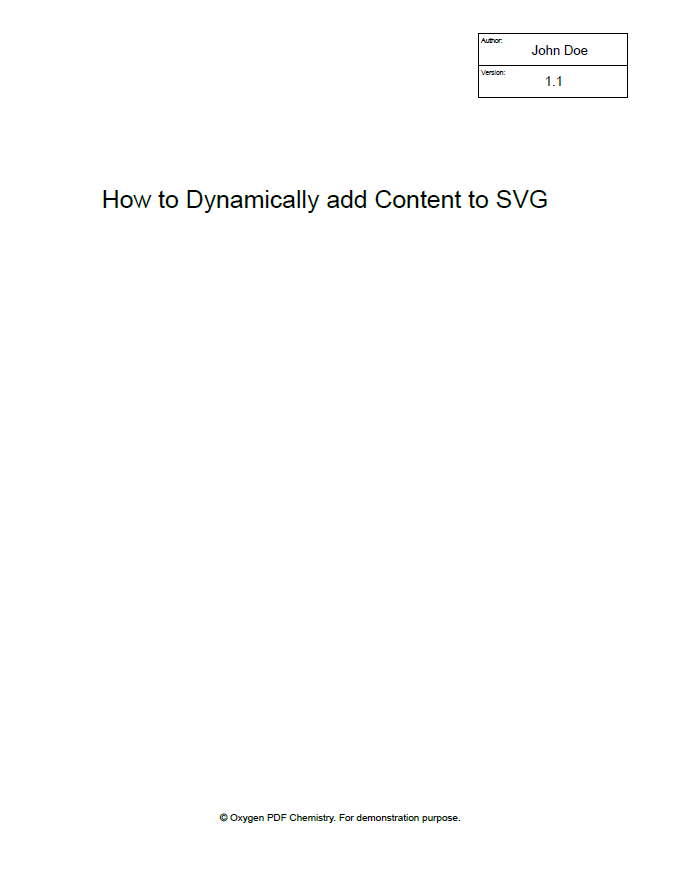 Author:
John Doe
Version:
1.1
How to Dynamically add Content to SVG
© Oxygen PDF Chemistry. For demonstration purpose.